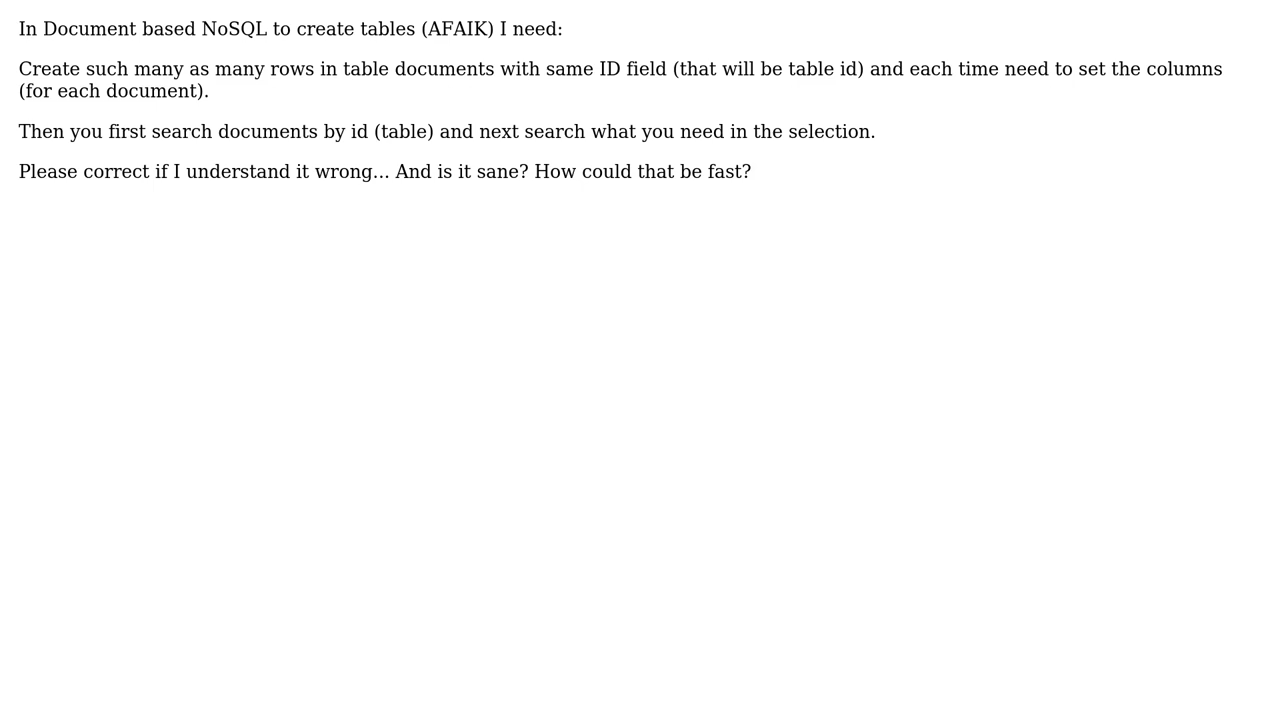 In Document based NoSQL to create tables (AFAIK) I need:
Create such many as many rows in table documents with same ID field (that will be table id) and each time need to set the columns
(for each document).
Then you first search documents by id (table) and next search what you need in the selection.
Please correct if I understand it wrong... And is it sane? How could that be fast?